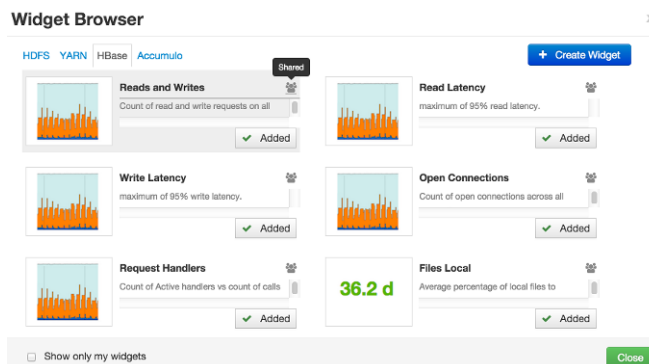 Widget Browser
HDFS YARN HBase Accumulo
+ Create Widget
Shared
Reads and Writes
Count of read and write requests on all
Added
Read Latency
maximum of 95% read latency.
Added
Write Latency
maximum of 95% write latency.
Added
Open Connections
Count of open connections across all
Added
Request Handlers
Count of Active handlers vs count of calls
Added
36.2 d
Files Local
Average percentage of local files to
Added
Show only my widgets
Close